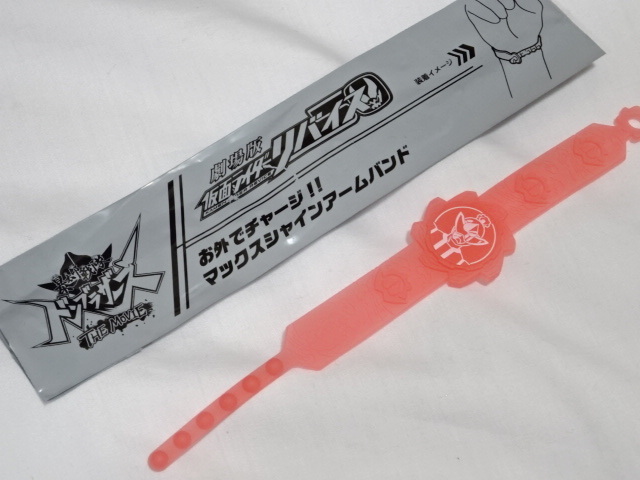 劇場版
仮面ライダー
リバイス
お外でチャージ!!
マックスシャインアームバンド
装着イメージ
ドンブラザーズ
THE MOVIE